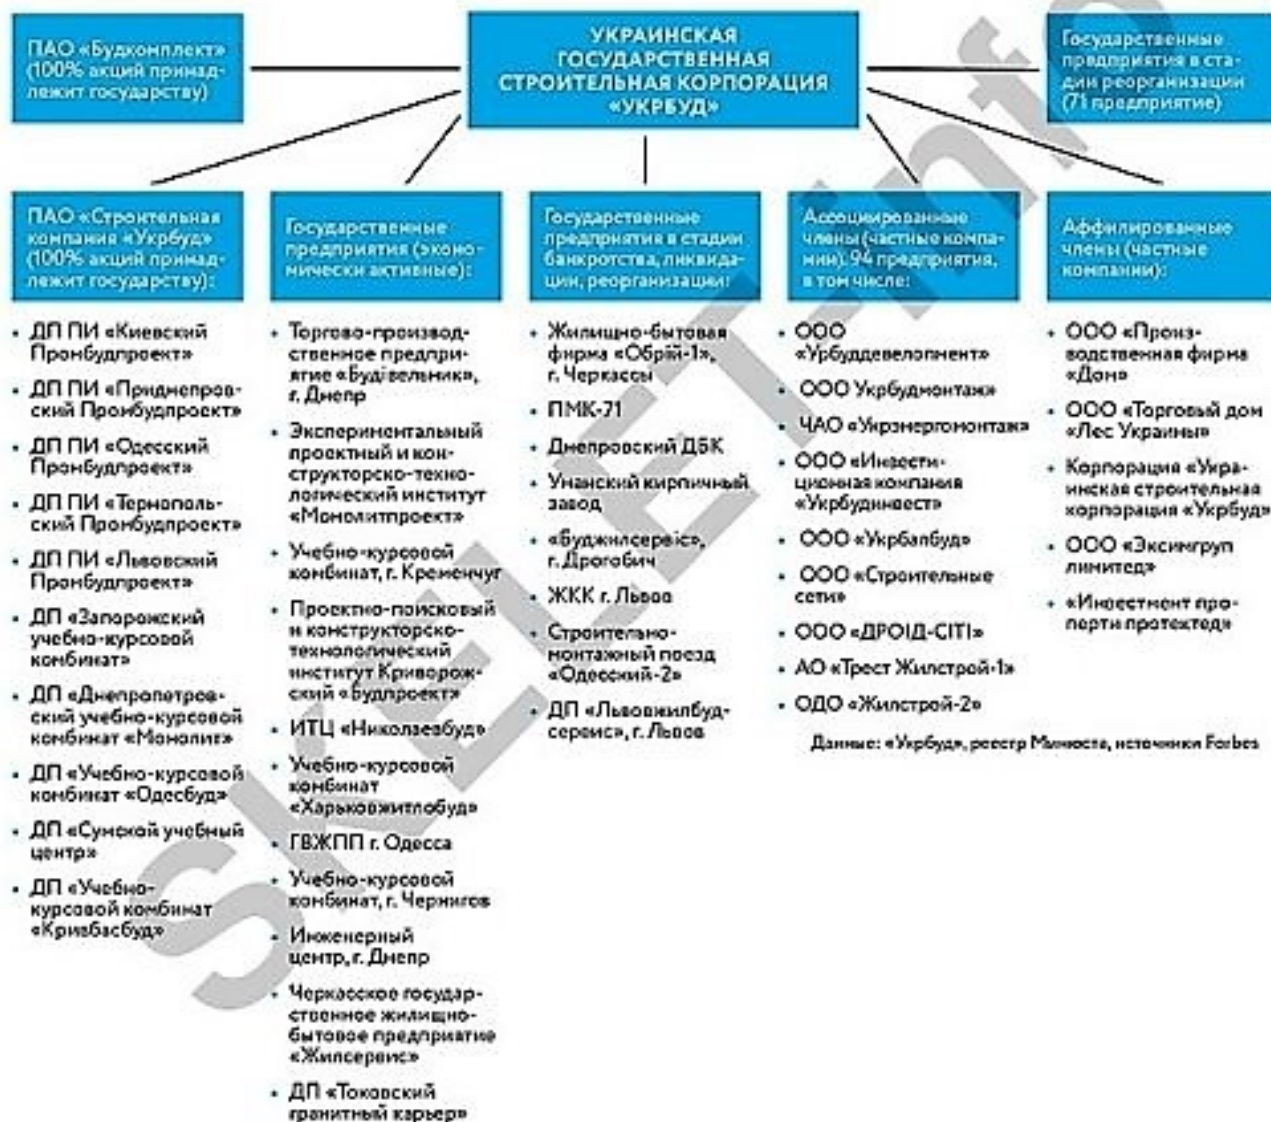 ПАО «Будкомплект»
(100% акций принад-
лежит государству)
УКРАИНСКАЯ
ГОСУДАРСТВЕННАЯ
СТРОИТЕЛЬНАЯ КОРПОРАЦИЯ
«УКРБУД»
Государственные
предприятия в ста-
дии реорганизации
(71 предприятие)
ПАО «Строительная
компания «Укрбуд»
(100% акций принад-
лежит государству):
• ДП ПИ «Киевский
Промбудпроект»
• ДП ПИ «Приднепров-
ский Промбудпроект»
• ДП ПИ «Одесский
Промбудпроект»
• ДП ПИ «Тернополь-
ский Промбудпроект»
• ДП ПИ «Львовский
Промбудпроект»
• ДП «Запорожский
учебно-курсовой
комбинат»
• ДП «Днепропетров-
ский учебно-курсовой
комбинат «Монолит»
• ДП «Учебно-курсовой
комбинат «Одесбуд»
• ДП «Сумской учебный
центр»
• ДП «Учебно-
курсовой комбинат
«Кривбасбуд»
Государственные
предприятия (эконо-
мически активные):
• Торгово-производ-
ственное предпри-
ятие «Будівельник»,
г. Днепр
• Экспериментальный
проектный и кон-
структорско-техно-
логический институт
«Монолитпроект»
• Учебно-курсовой
комбинат, г. Кременчуг
• Проектно-поисковый
и конструкторско-
технологический
институт Криворож-
ский «Будпроект»
• ИТЦ «Николаевбуд»
• Учебно-курсовой
комбинат
«Харьковжитлобуд»
• ГВЖПП г. Одесса
• Учебно-курсовой
комбинат, г. Чернигов
• Инженерный
центр, г. Днепр
• Черкасское государ-
ственное жилищно-
бытовое предприятие
«Жилсервис»
• ДП «Токовский
гранитный карьер»
Государственные
предприятия в стадии
банкротства, ликвида-
ции, реорганизации:
• Жилищно-бытовая
фирма «Обрій-1»,
г. Черкассы
• ПМК-71
• Днепровский ДБК
• Уманский кирпичный
завод
• «Буджилсервіс»,
г. Дрогобич
• ЖКК г. Львов
• Строительно-
монтажный поезд
«Одесский-2»
• ДП «Львовжилбуд-
сервис», г. Львов
Ассоциированные
члены (частные компа-
нии). 94 предприятия,
в том числе:
• ООО
«Урбуддевелопмент»
• ООО Укрбудмонтаж»
• ЧАО «Укрэнергомонтаж»
• ООО «Инвести-
ционная компания
«Укрбудинвест»
• ООО «Укрбалбуд»
• ООО «Строительные
сети»
• ООО «ДРОІД-СІТІ»
• АО «Трест Жилстрой-1»
• ОДО «Жилстрой-2»
Аффилированные
члены (частные
компании):
• ООО «Произ-
водственная фирма
«Дон»
• ООО «Торговый дом
«Лес Украины»
• Корпорация «Укра-
инская строительная
корпорация «Укрбуд»
• ООО «Эксимгруп
лимитед»
• «Инвестмент про-
перти протектед»
Данные: «Укрбуд», реестр Минюста, источники Forbes
SKELET-info